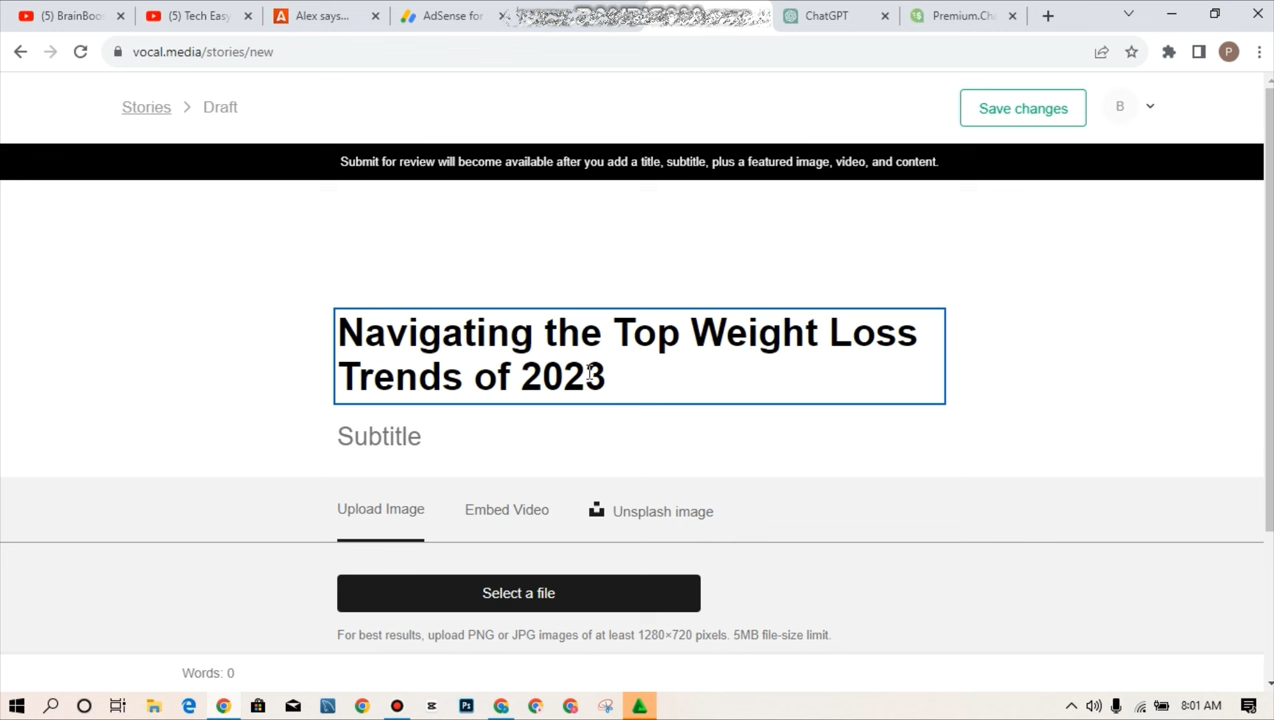 (5) BrainBoos
(5) Tech Easy
Alex says...
AdSense for
ChatGPT
Premium.Cha
vocal.media/stories/new
P
Stories
Draft
Save changes
B
Submit for review will become available after you add a title, subtitle, plus a featured image, video, and content.
Navigating the Top Weight Loss
Trends of 2023
Subtitle
Upload Image
Embed Video
Unsplash image
Select a file
For best results, upload PNG or JPG images of at least 1280×720 pixels. 5MB file-size limit.
Words: 0
Ps
8:01 AM